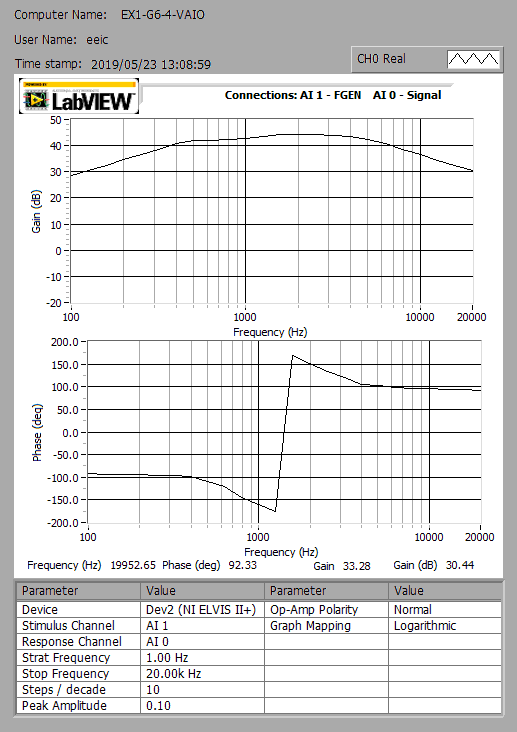 Computer Name: EX1-G6-4-VAIO
User Name: eeic
Time stamp: 2019/05/23 13:08:59
CH0 Real
LabVIEW™
Connections: AI 1 - FGEN AI 0 - Signal
50
40
30
20
10
0
-10
-20
Gain (dB)
100 1000 10000 20000
Frequency (Hz)
200.0
150.0
100.0
50.0
0.0
-50.0
-100.0
-150.0
-200.0
Phase (deg)
100 1000 10000 20000
Frequency (Hz)
Frequency (Hz) 19952.65 Phase (deg) 92.33 Gain 33.28 Gain (dB) 30.44
Parameter Value Parameter Value
Device Dev2 (NI ELVIS II+) Op-Amp Polarity Normal
Stimulus Channel AI 1 Graph Mapping Logarithmic
Response Channel AI 0
Strat Frequency 1.00 Hz
Stop Frequency 20.00k Hz
Steps / decade 10
Peak Amplitude 0.10